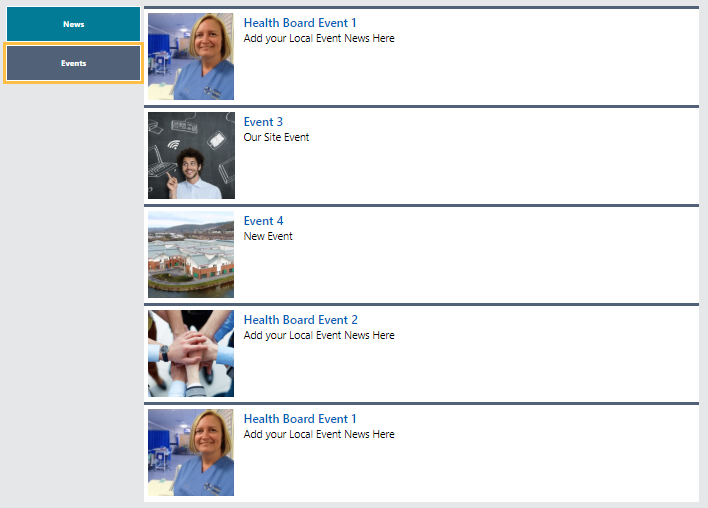 News
Events
Health Board Event 1
Add your Local Event News Here
Event 3
Our Site Event
Event 4
New Event
Health Board Event 2
Add your Local Event News Here
Health Board Event 1
Add your Local Event News Here